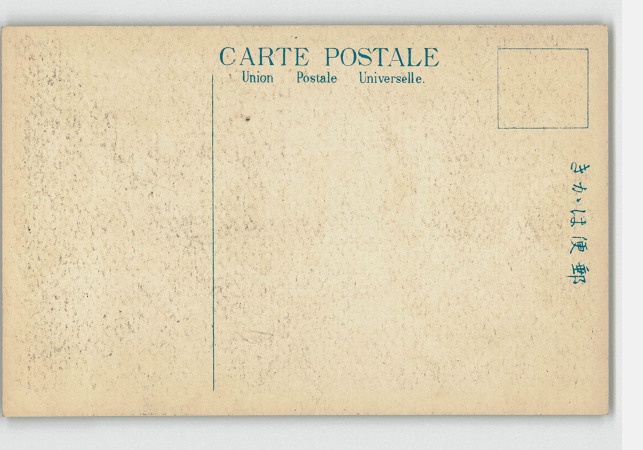 CARTE POSTALE
Union Postale Universelle.
きかは便郵